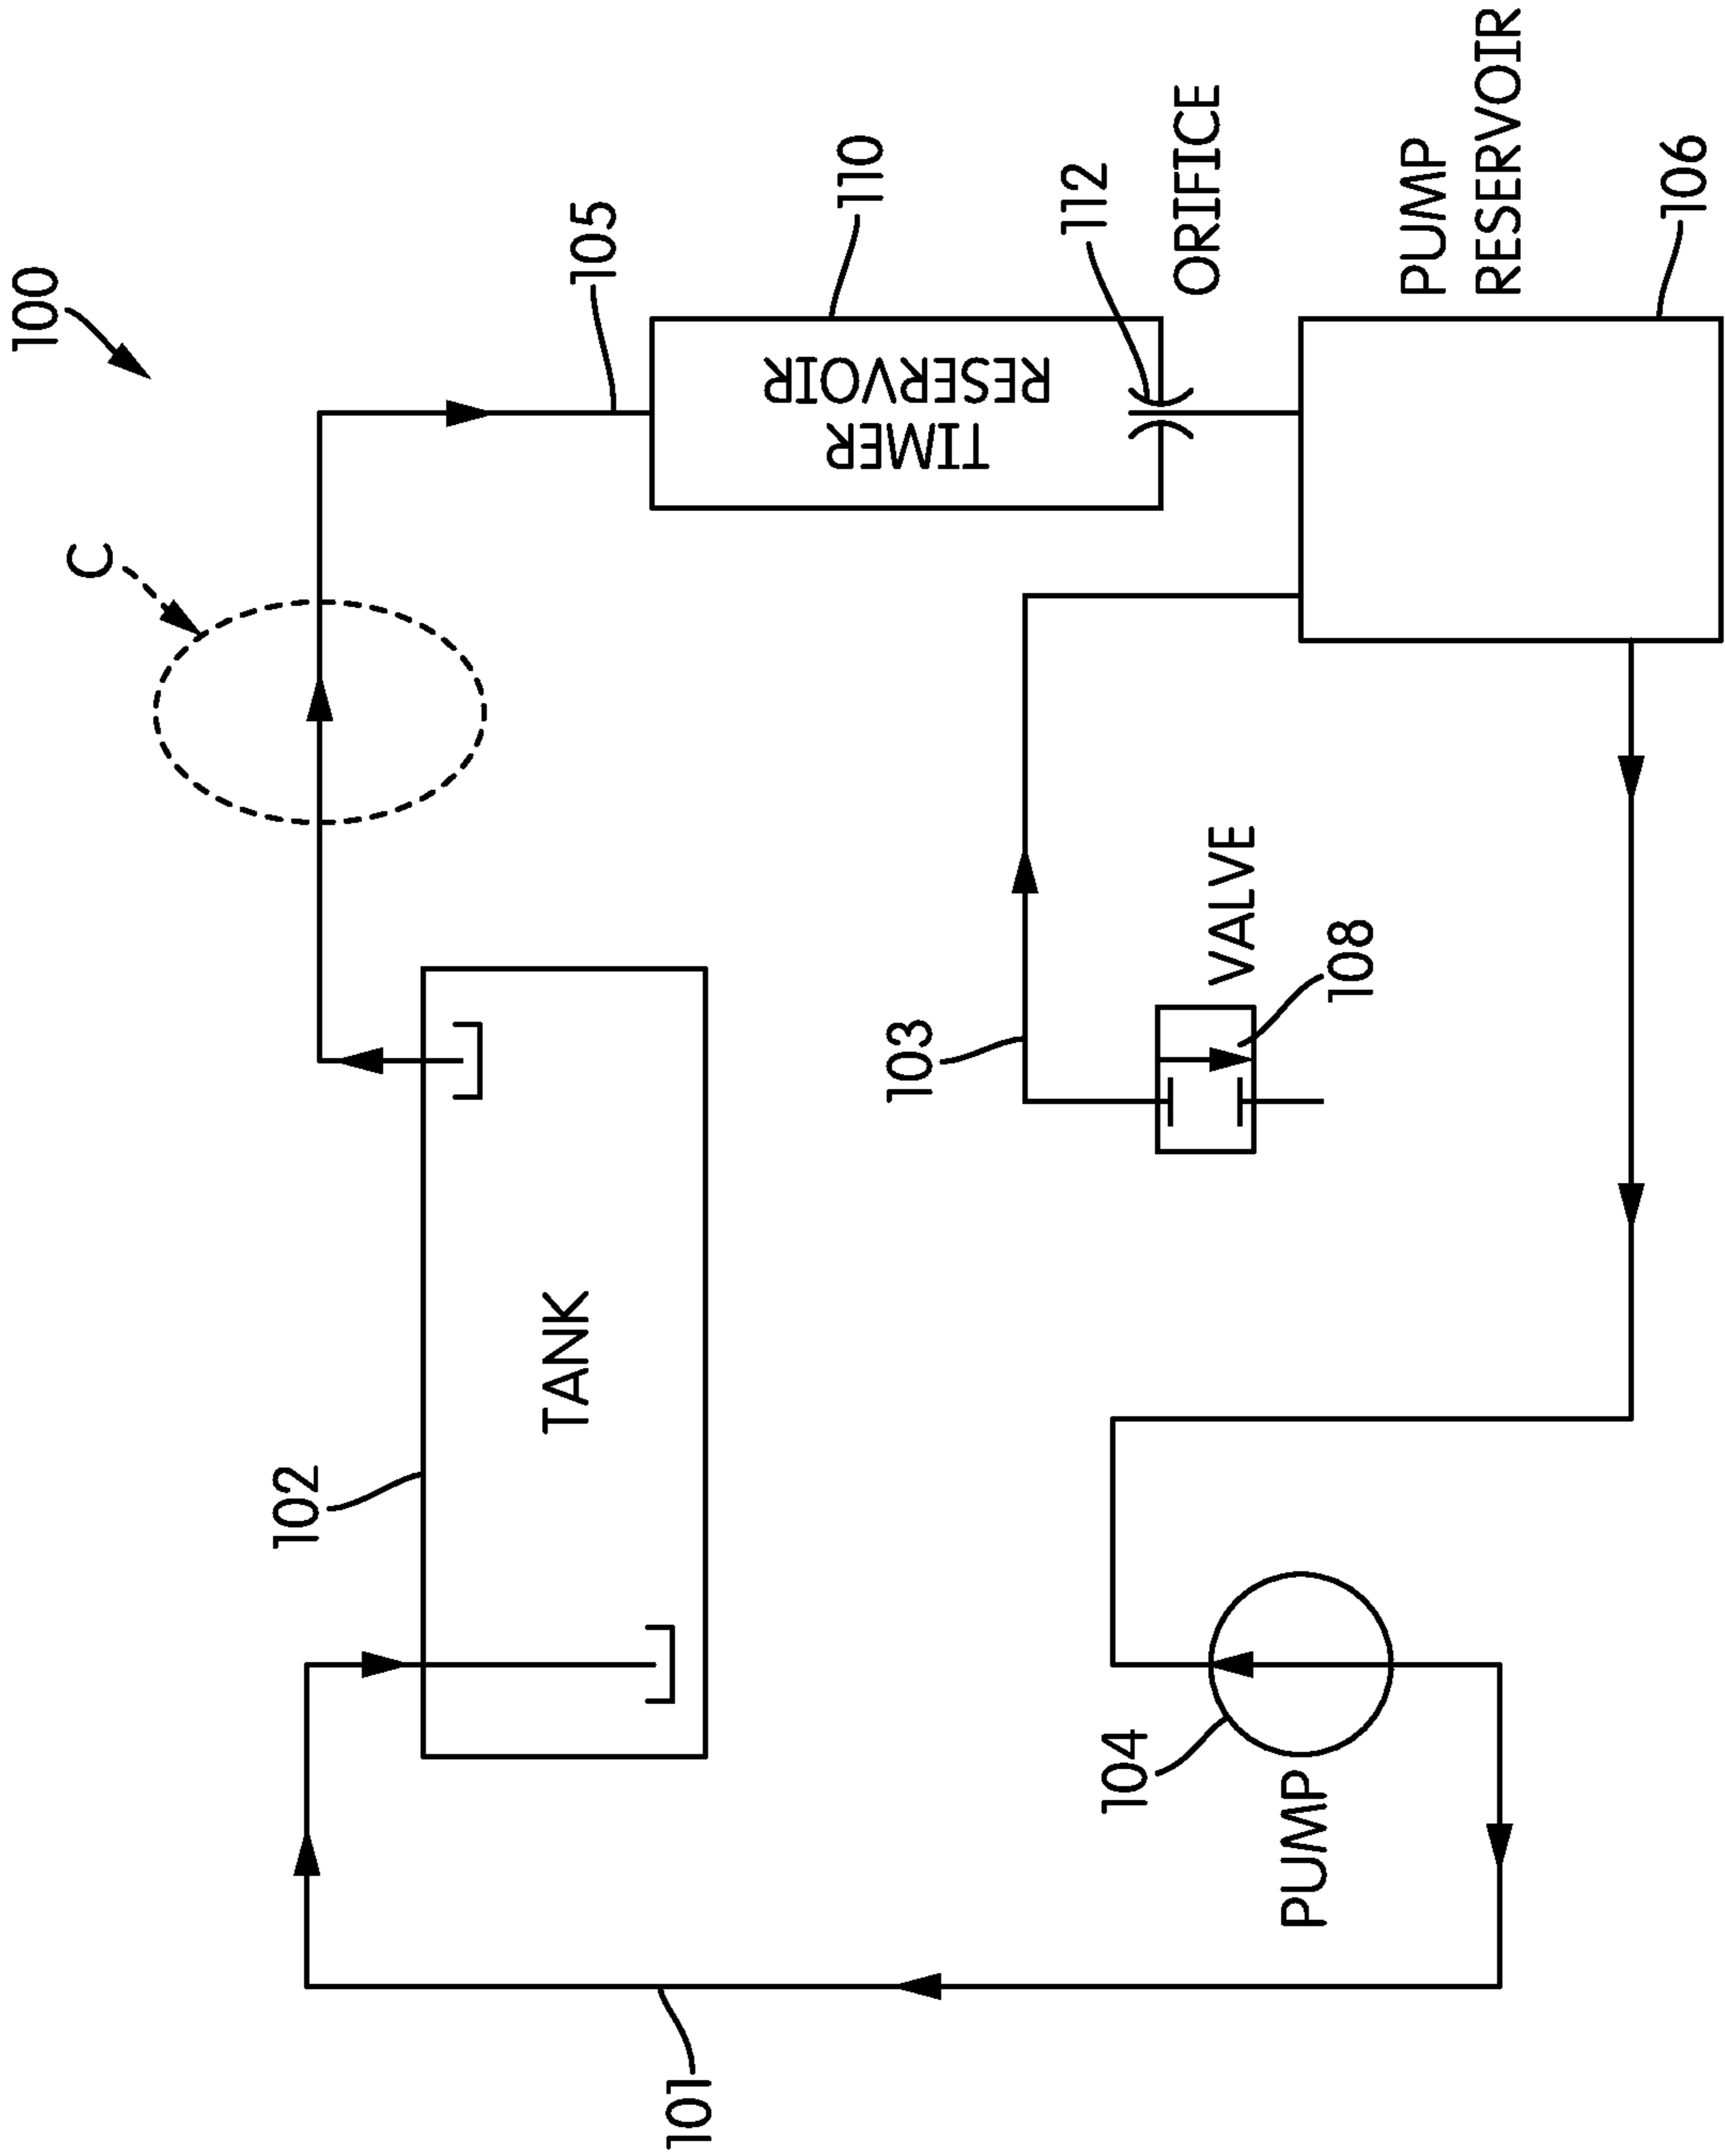 100
C
105
110
TIMER
RESERVOIR
112
ORIFICE
PUMP
RESERVOIR
106
102
TANK
103
VALVE
108
104
PUMP
101